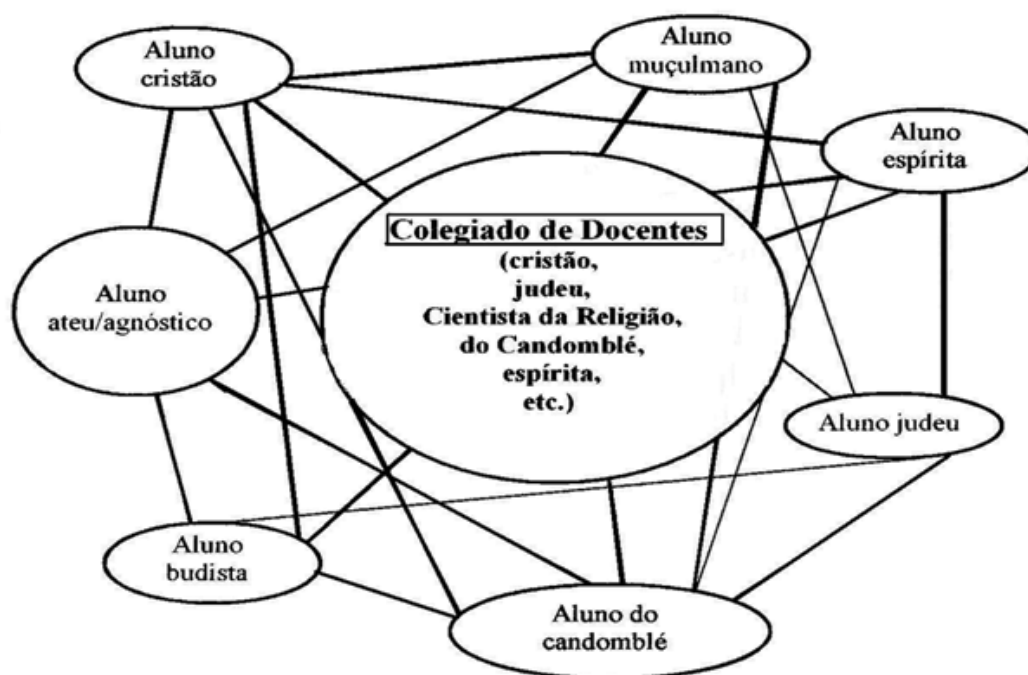 Aluno
cristão
Aluno
muçulmano
Aluno
espírita
Colegiado de Docentes
(cristão,
judeu,
Cientista da Religião,
do Candomblé,
espírita,
etc.)
Aluno
ateu/agnóstico
Aluno judeu
Aluno
budista
Aluno do
candomblé